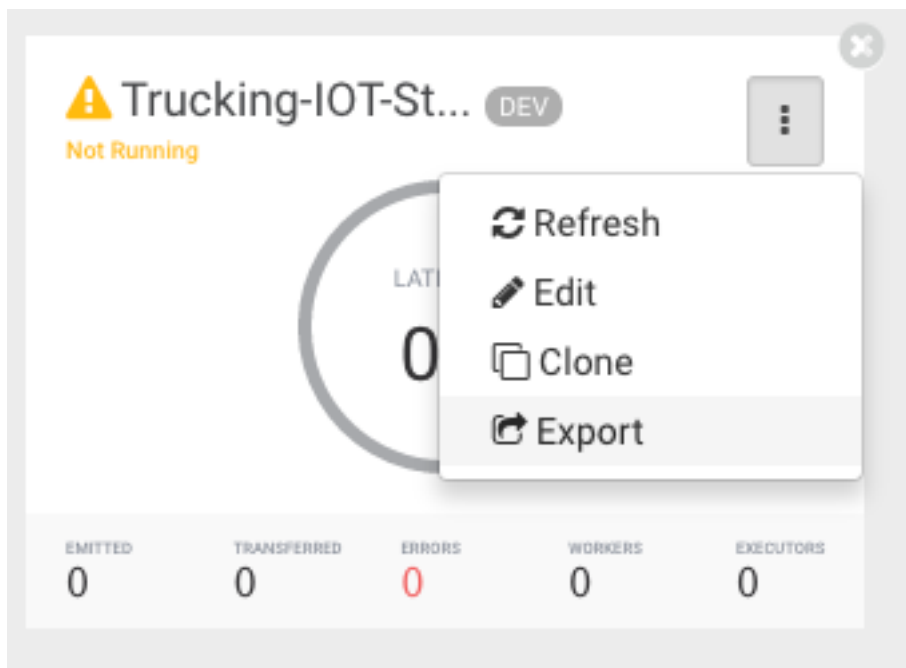 Trucking-IOT-St... DEV
Not Running
Refresh
LATE
Edit
0
Clone
Export
EMITTED TRANSFERRED ERRORS WORKERS EXECUTORS
0 0 0 0 0